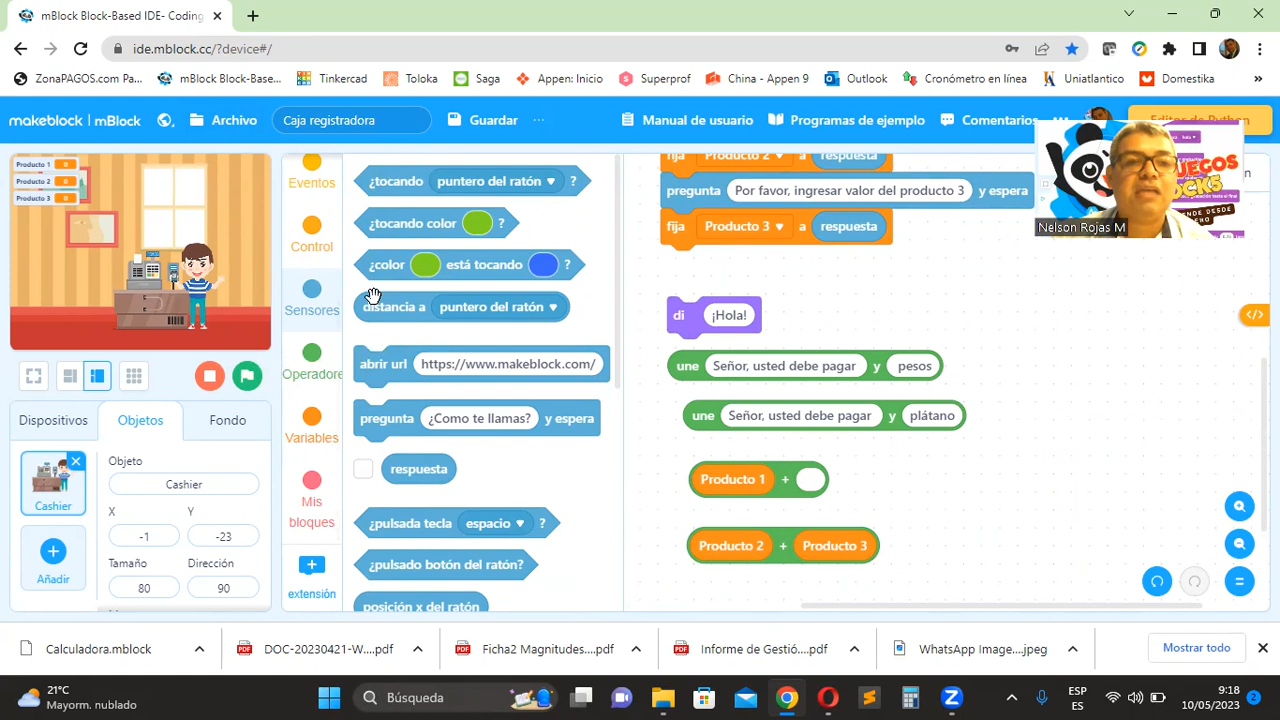 mBlock Block-Based IDE- Coding
ide.mblock.cc/?device#/
ZonaPAGOS.com Pa...
mBlock Block-Base...
Tinkercad
Toloka
Saga
Appen: Inicio
Superprof
China - Appen 9
Outlook
Cronómetro en línea
Uniatlantico
Domestika
»
makeblock | mBlock
Archivo
Caja registradora
Guardar
Manual de usuario
Programas de ejemplo
Comentarios
Editor de Python
Producto 1 0
Producto 2 0
Producto 3 0
Eventos
Control
Sensores
Operadore
Variables
Mis
bloques
extensión
¿tocando puntero del ratón ?
¿tocando color ?
¿color está tocando ?
distancia a puntero del ratón
abrir url https://www.makeblock.com/
pregunta ¿Como te llamas? y espera
respuesta
¿pulsada tecla espacio ?
¿pulsado botón del ratón?
posición x del ratón
fija Producto 2 a respuesta
pregunta Por favor, ingresar valor del producto 3 y espera
fija Producto 3 a respuesta
di ¡Hola!
une Señor, usted debe pagar y pesos
une Señor, usted debe pagar y plátano
Producto 1 +
Producto 2 + Producto 3
Nelson Rojas M
Dispositivos
Objetos
Fondo
Cashier
Añadir
Objeto
Cashier
X
Y
-1
-23
Tamaño
Dirección
80
90
Calculadora.mblock
DOC-20230421-W....pdf
Ficha2 Magnitudes....pdf
Informe de Gestió....pdf
WhatsApp Image....jpeg
Mostrar todo
21°C
Mayorm. nublado
Búsqueda
ESP
ES
9:18
10/05/2023
2